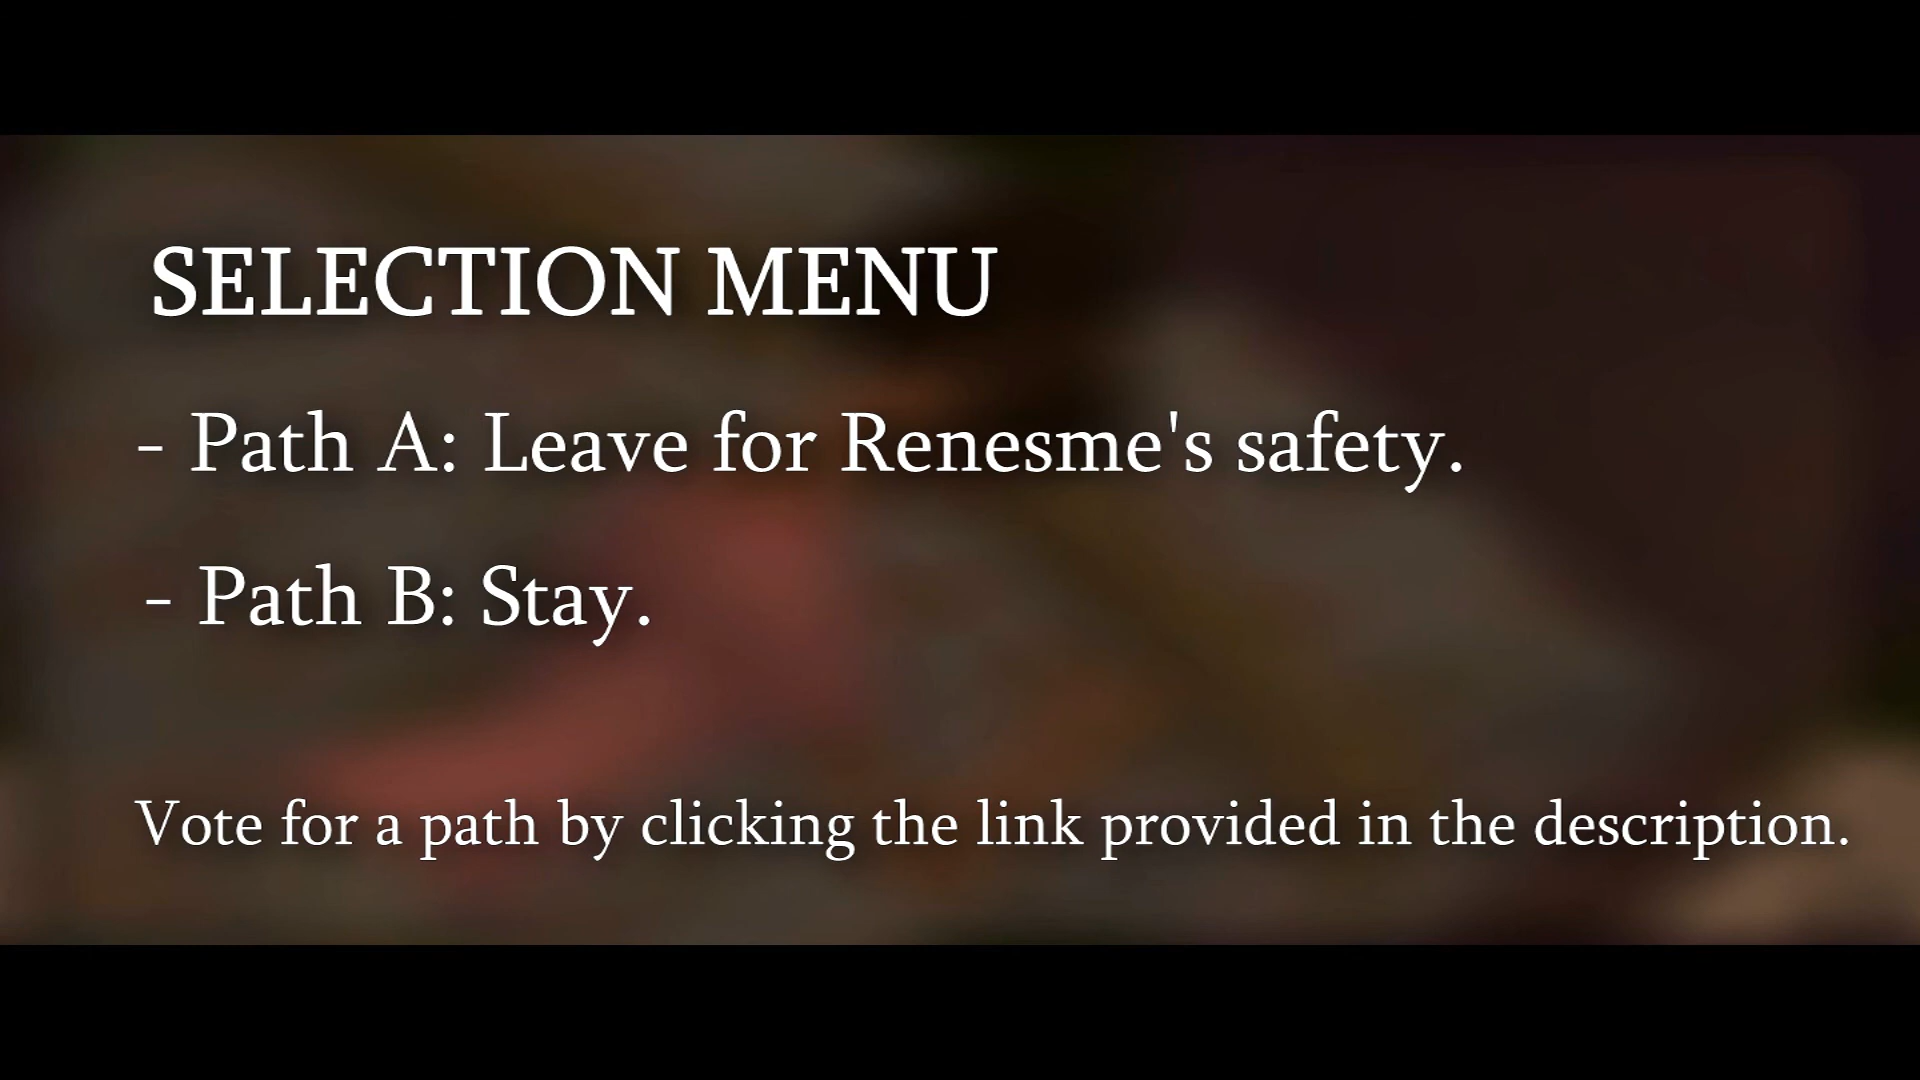 SELECTION MENU
- Path A: Leave for Renesme's safety.
- Path B: Stay.
Vote for a path by clicking the link provided in the description.